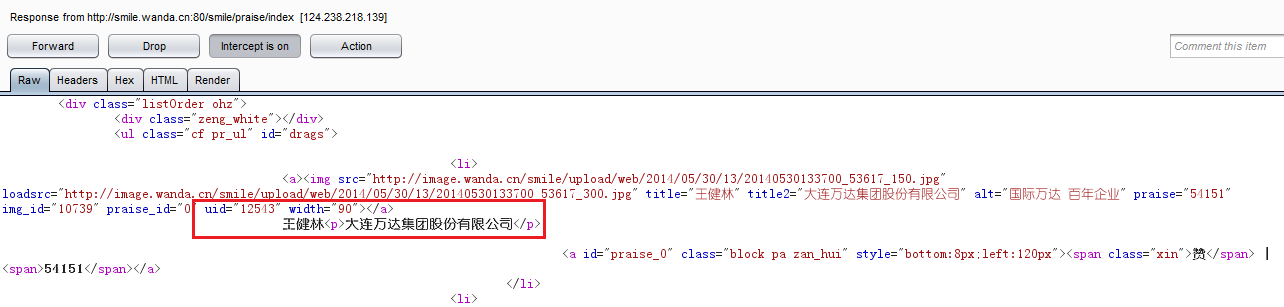 Response from http://smile.wanda.cn:80/smile/praise/index [124.238.218.139]
Forward Drop Intercept is on Action Comment this item
Raw Headers Hex HTML Render
<div class="listOrder ohz">
<div class="zeng_white"></div>
<ul class="cf pr_ul" id="drags">
<li>
<a><img src="http://image.wanda.cn/smile/upload/web/2014/05/30/13/20140530133700_53617_150.jpg"
loadsrc="http://image.wanda.cn/smile/upload/web/2014/05/30/13/20140530133700_53617_300.jpg" title="王健林" title2="大连万达集团股份有限公司" alt="国际万达 百年企业" praise="54151"
img_id="10739" praise_id="0" uid="12543" width="90"></a>
王健林<p>大连万达集团股份有限公司</p>
<a id="praise_0" class="block pa zan_hui" style="bottom:8px;left:120px"><span class="xin">赞</span> |
<span>54151</span></a>
</li>
<li>